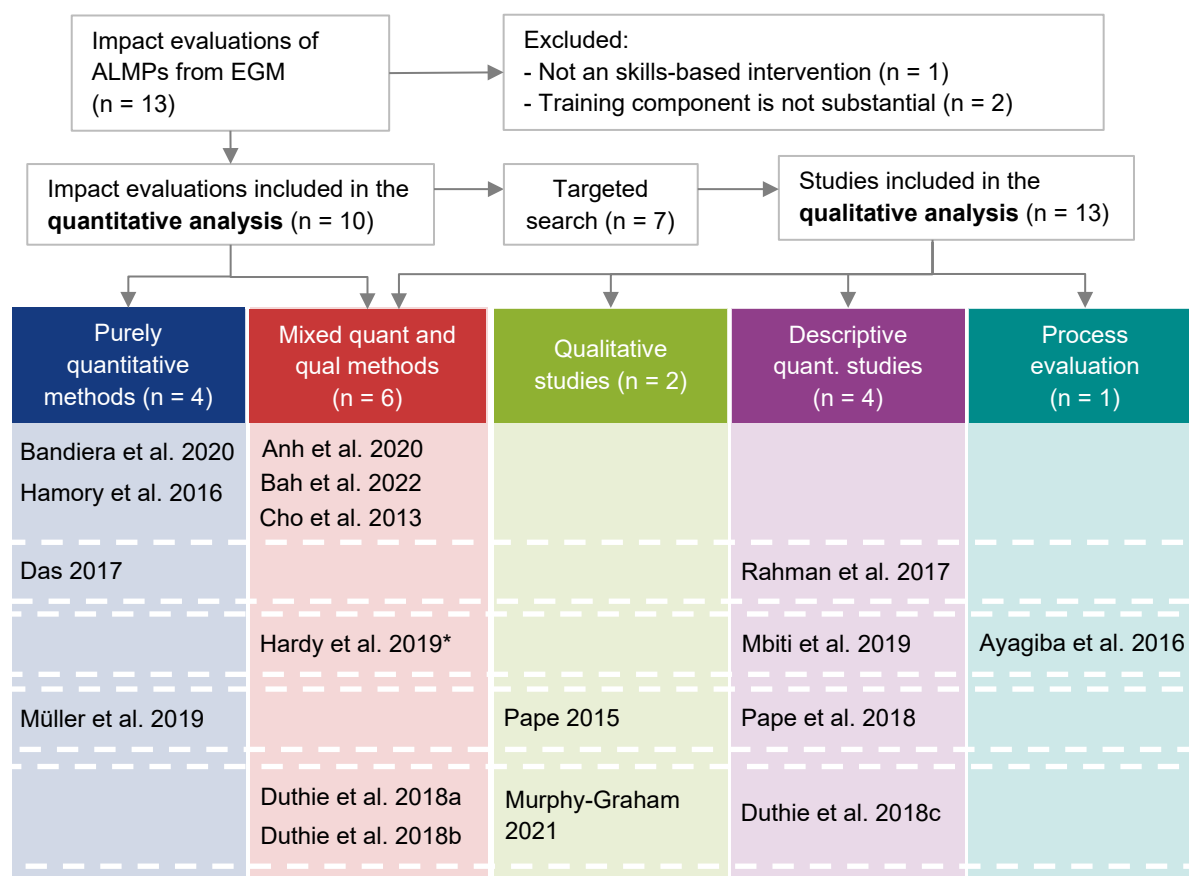 Impact evaluations of
ALMPs from EGM
(n = 13)
Excluded:
- Not an skills-based intervention (n = 1)
- Training component is not substantial (n = 2)
Impact evaluations included in the
quantitative analysis (n = 10)
Targeted
search (n = 7)
Studies included in the
qualitative analysis (n = 13)
Purely
quantitative
methods (n = 4)
Mixed quant and
qual methods
(n = 6)
Qualitative
studies (n = 2)
Descriptive
quant. studies
(n = 4)
Process
evaluation
(n = 1)
Bandiera et al. 2020
Hamory et al. 2016
Anh et al. 2020
Bah et al. 2022
Cho et al. 2013
Das 2017
Rahman et al. 2017
Hardy et al. 2019*
Mbiti et al. 2019
Ayagiba et al. 2016
Müller et al. 2019
Pape 2015
Pape et al. 2018
Duthie et al. 2018a
Duthie et al. 2018b
Murphy-Graham
2021
Duthie et al. 2018c